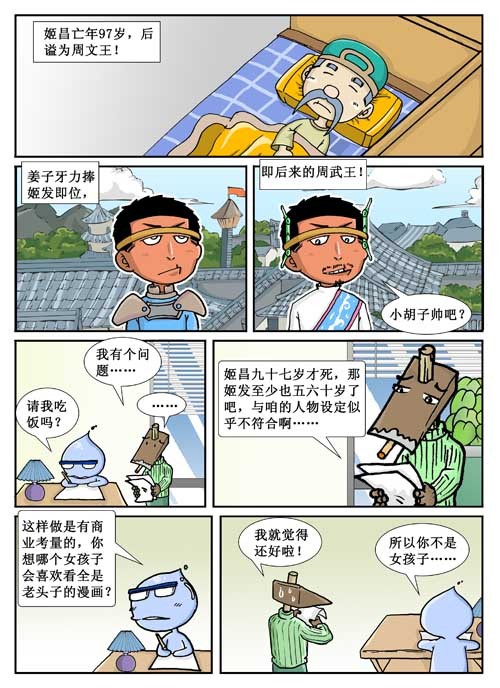 姬昌亡年97岁，后
谥为周文王！
姜子牙力捧
姬发即位，
即后来的周武王！
小胡子帅吧？
我有个问
题……
请我吃
饭吗？
……
姬昌九十七岁才死，那
姬发至少也五六十岁了
吧，与咱的人物设定似
乎不符合啊……
这样做是有商
业考量的，你
想哪个女孩子
会喜欢看全是
老头子的漫画？
我就觉得
还好啦！
所以你不是
女孩子……